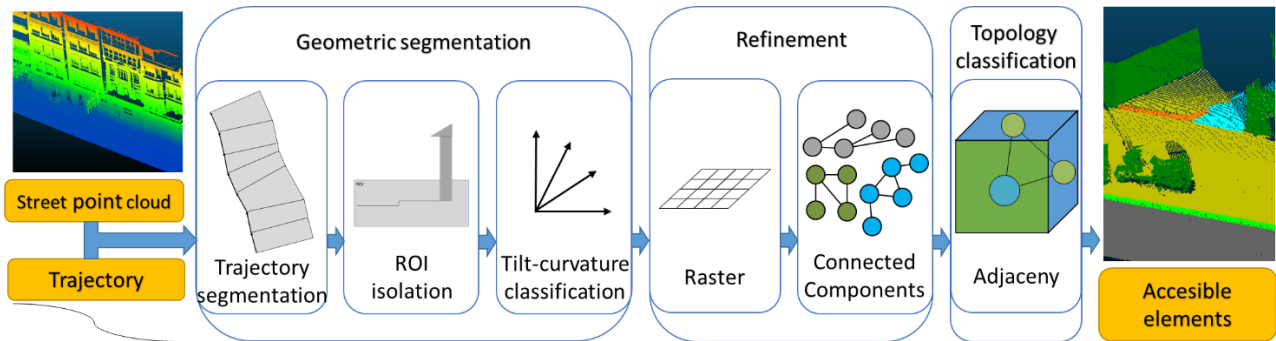 Street point cloud
Trajectory
Geometric segmentation
Trajectory
segmentation
ROI
ROI
isolation
Tilt-curvature
classification
Refinement
Raster
Connected
Components
Topology
classification
Adjaceny
Accesible
elements